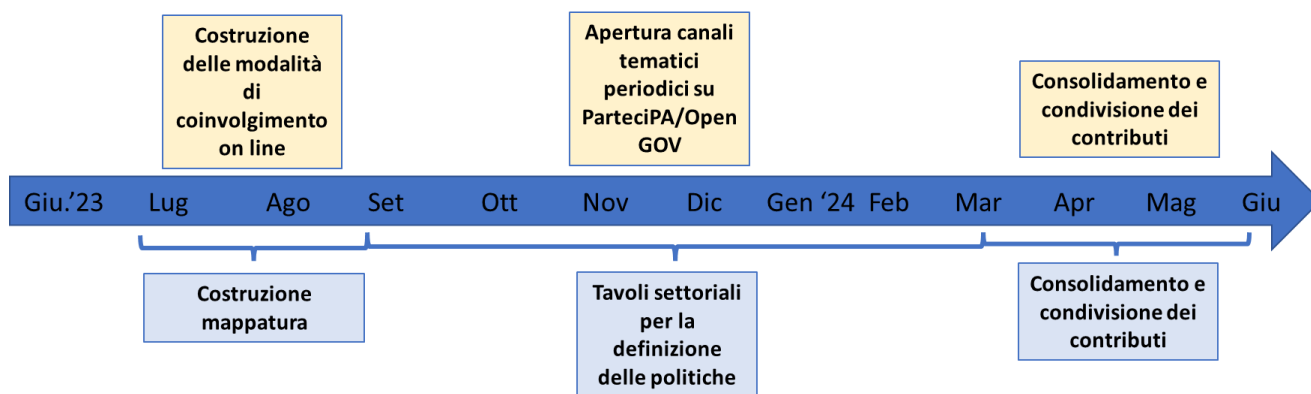 Costruzione
delle modalità
di
coinvolgimento
on line
Apertura canali
tematici
periodici su
ParteciPA/Open
GOV
Consolidamento e
condivisione dei
contributi
Giu.’23 Lug Ago Set Ott Nov Dic Gen ‘24 Feb Mar Apr Mag Giu
Costruzione
mappatura
Tavoli settoriali
per la
definizione
delle politiche
Consolidamento e
condivisione dei
contributi